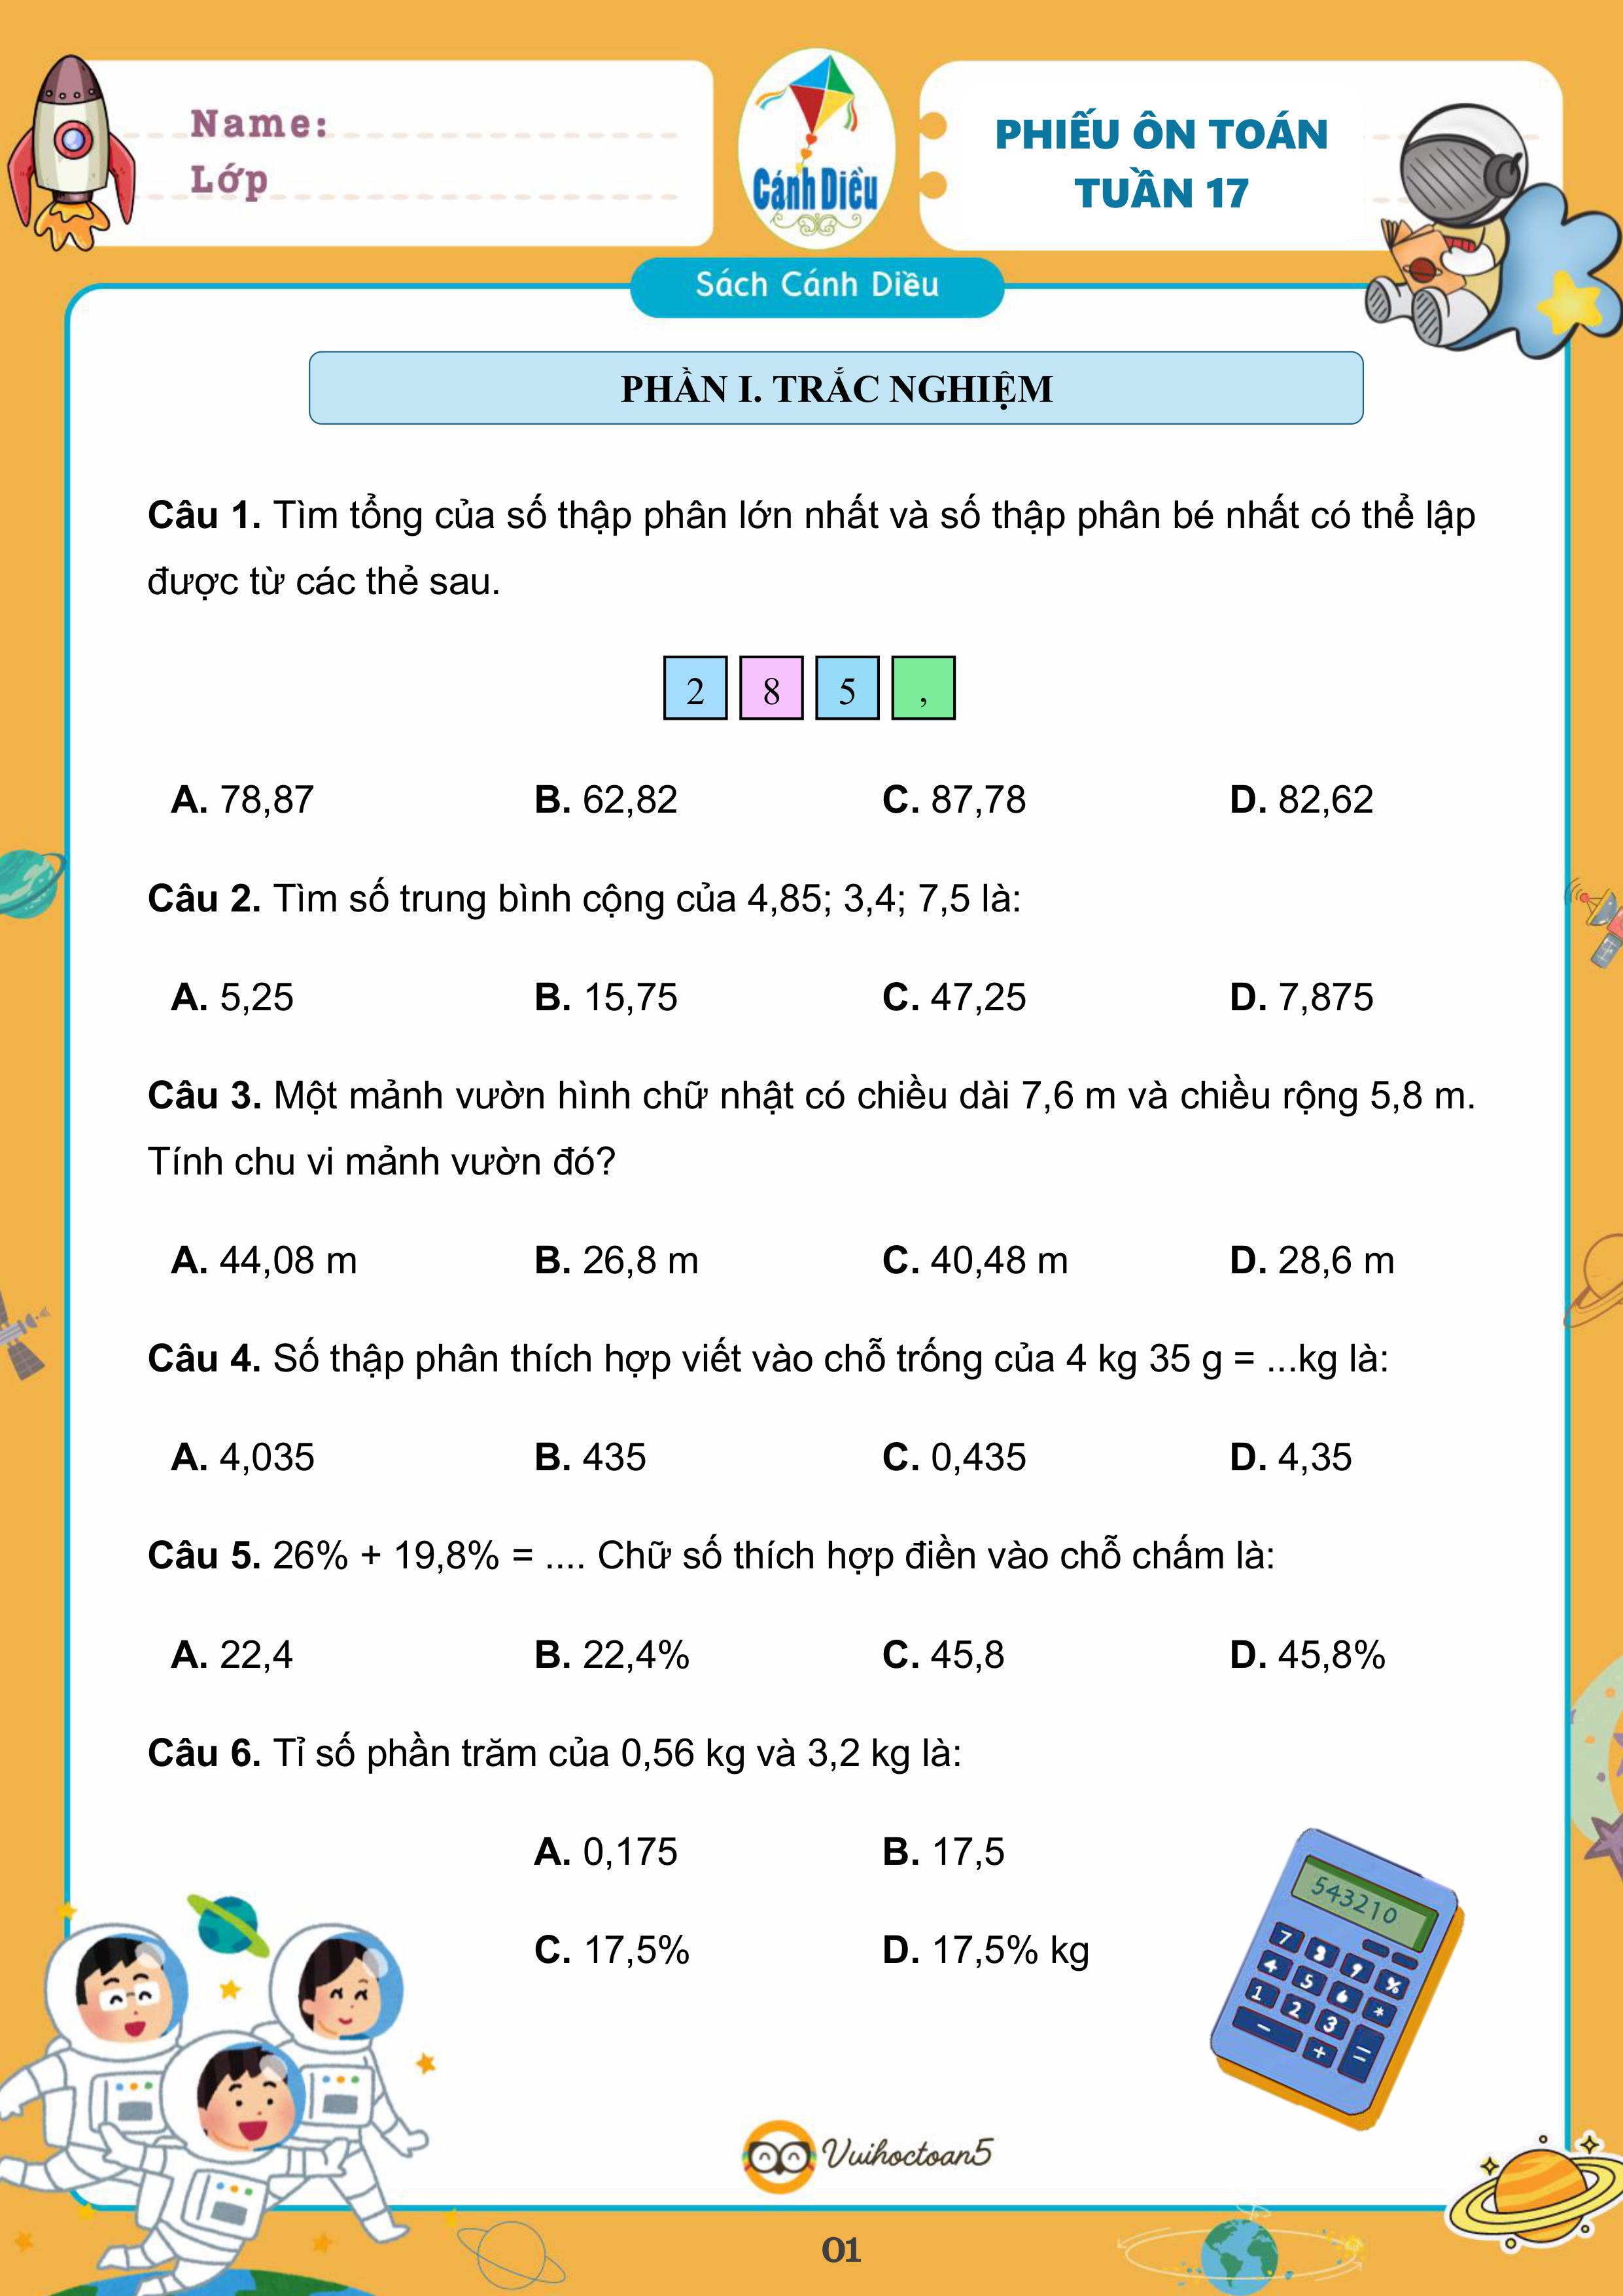 Name:
Lớp
Cánh Diều
PHIẾU ÔN TOÁN
TUẦN 17
Sách Cánh Diều
PHẦN I. TRẮC NGHIỆM
Câu 1. Tìm tổng của số thập phân lớn nhất và số thập phân bé nhất có thể lập
được từ các thẻ sau.
2 8 5 ,
A. 78,87 B. 62,82 C. 87,78 D. 82,62
Câu 2. Tìm số trung bình cộng của 4,85; 3,4; 7,5 là:
A. 5,25 B. 15,75 C. 47,25 D. 7,875
Câu 3. Một mảnh vườn hình chữ nhật có chiều dài 7,6 m và chiều rộng 5,8 m.
Tính chu vi mảnh vườn đó?
A. 44,08 m B. 26,8 m C. 40,48 m D. 28,6 m
Câu 4. Số thập phân thích hợp viết vào chỗ trống của 4 kg 35 g = ...kg là:
A. 4,035 B. 435 C. 0,435 D. 4,35
Câu 5. 26% + 19,8% = .... Chữ số thích hợp điền vào chỗ chấm là:
A. 22,4 B. 22,4% C. 45,8 D. 45,8%
Câu 6. Tỉ số phần trăm của 0,56 kg và 3,2 kg là:
A. 0,175 B. 17,5
C. 17,5% D. 17,5% kg
543210
7 8 9 %
4 5 6 *
1 2 3 =
− +
Vuihoctoan5
01